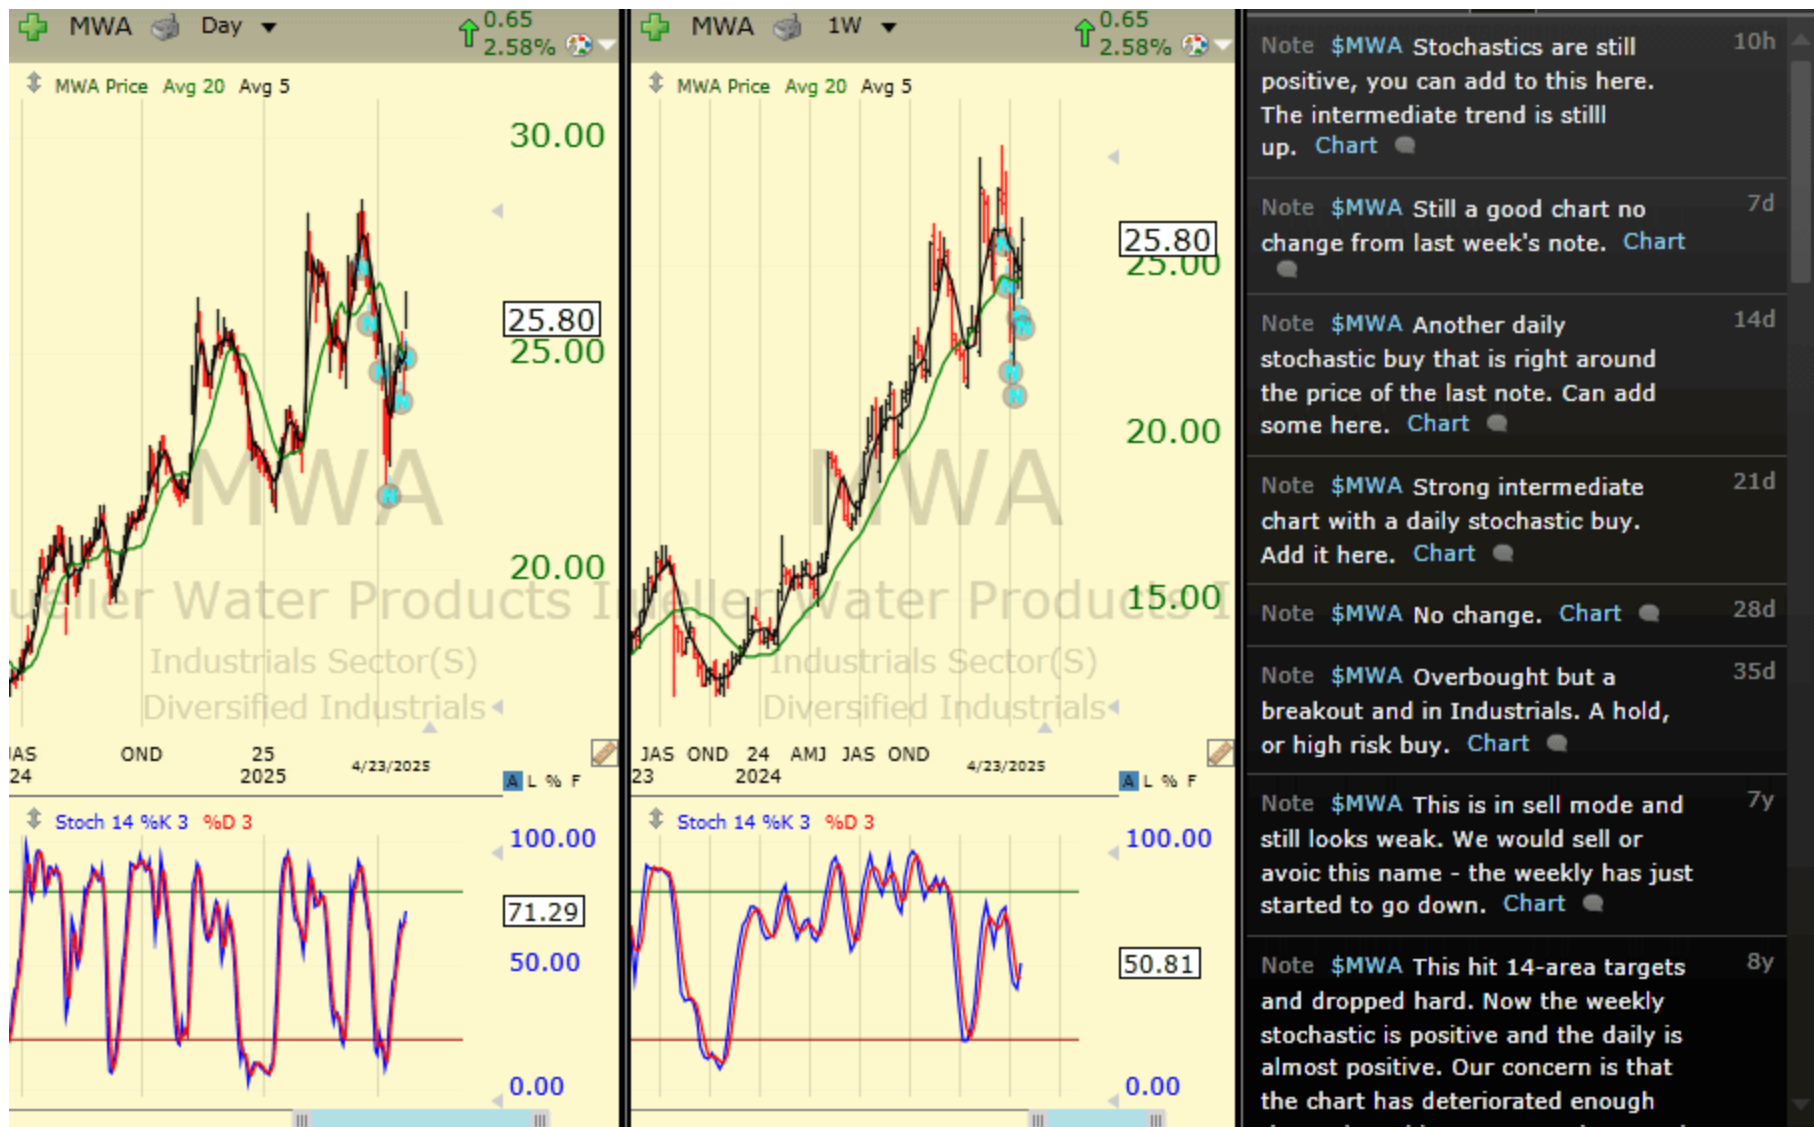 MWA Day
0.65
2.58%
MWA Price Avg 20 Avg 5
30.00
25.80
25.00
20.00
MWA
ueller Water Products I
Industrials Sector(S)
Diversified Industrials
JAS OND 25
24 2025 4/23/2025
A L % F
Stoch 14 %K 3 %D 3
100.00
71.29
50.00
0.00
N
N
N
N
N
N
MWA 1W
0.65
2.58%
MWA Price Avg 20 Avg 5
25.80
25.00
20.00
15.00
MWA
ueller Water Products I
Industrials Sector(S)
Diversified Industrials
JAS OND 24 AMJ JAS OND
23 2024 4/23/2025
A L % F
Stoch 14 %K 3 %D 3
100.00
50.81
0.00
N
N
N
N
N
N
Note $MWA Stochastics are still 10h
positive, you can add to this here.
The intermediate trend is stilll
up. Chart
Note $MWA Still a good chart no 7d
change from last week's note. Chart
Note $MWA Another daily 14d
stochastic buy that is right around
the price of the last note. Can add
some here. Chart
Note $MWA Strong intermediate 21d
chart with a daily stochastic buy.
Add it here. Chart
Note $MWA No change. Chart 28d
Note $MWA Overbought but a 35d
breakout and in Industrials. A hold,
or high risk buy. Chart
Note $MWA This is in sell mode and 7y
still looks weak. We would sell or
avoic this name - the weekly has just
started to go down. Chart
Note $MWA This hit 14-area targets 8y
and dropped hard. Now the weekly
stochastic is positive and the daily is
almost positive. Our concern is that
the chart has deteriorated enough